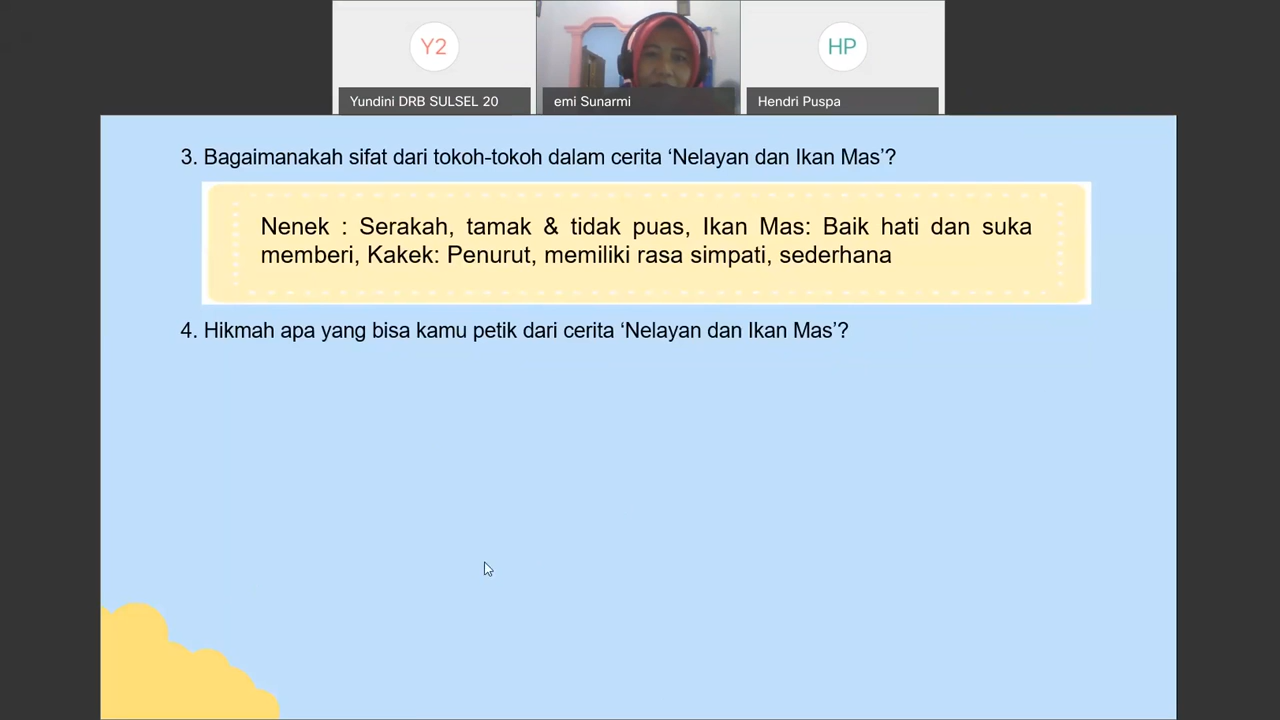 Y2
HP
Yundini DRB SULSEL 20
emi Sunarmi
Hendri Puspa
3. Bagaimanakah sifat dari tokoh-tokoh dalam cerita ‘Nelayan dan Ikan Mas’?
Nenek : Serakah, tamak & tidak puas, Ikan Mas: Baik hati dan suka
memberi, Kakek: Penurut, memiliki rasa simpati, sederhana
4. Hikmah apa yang bisa kamu petik dari cerita ‘Nelayan dan Ikan Mas’?